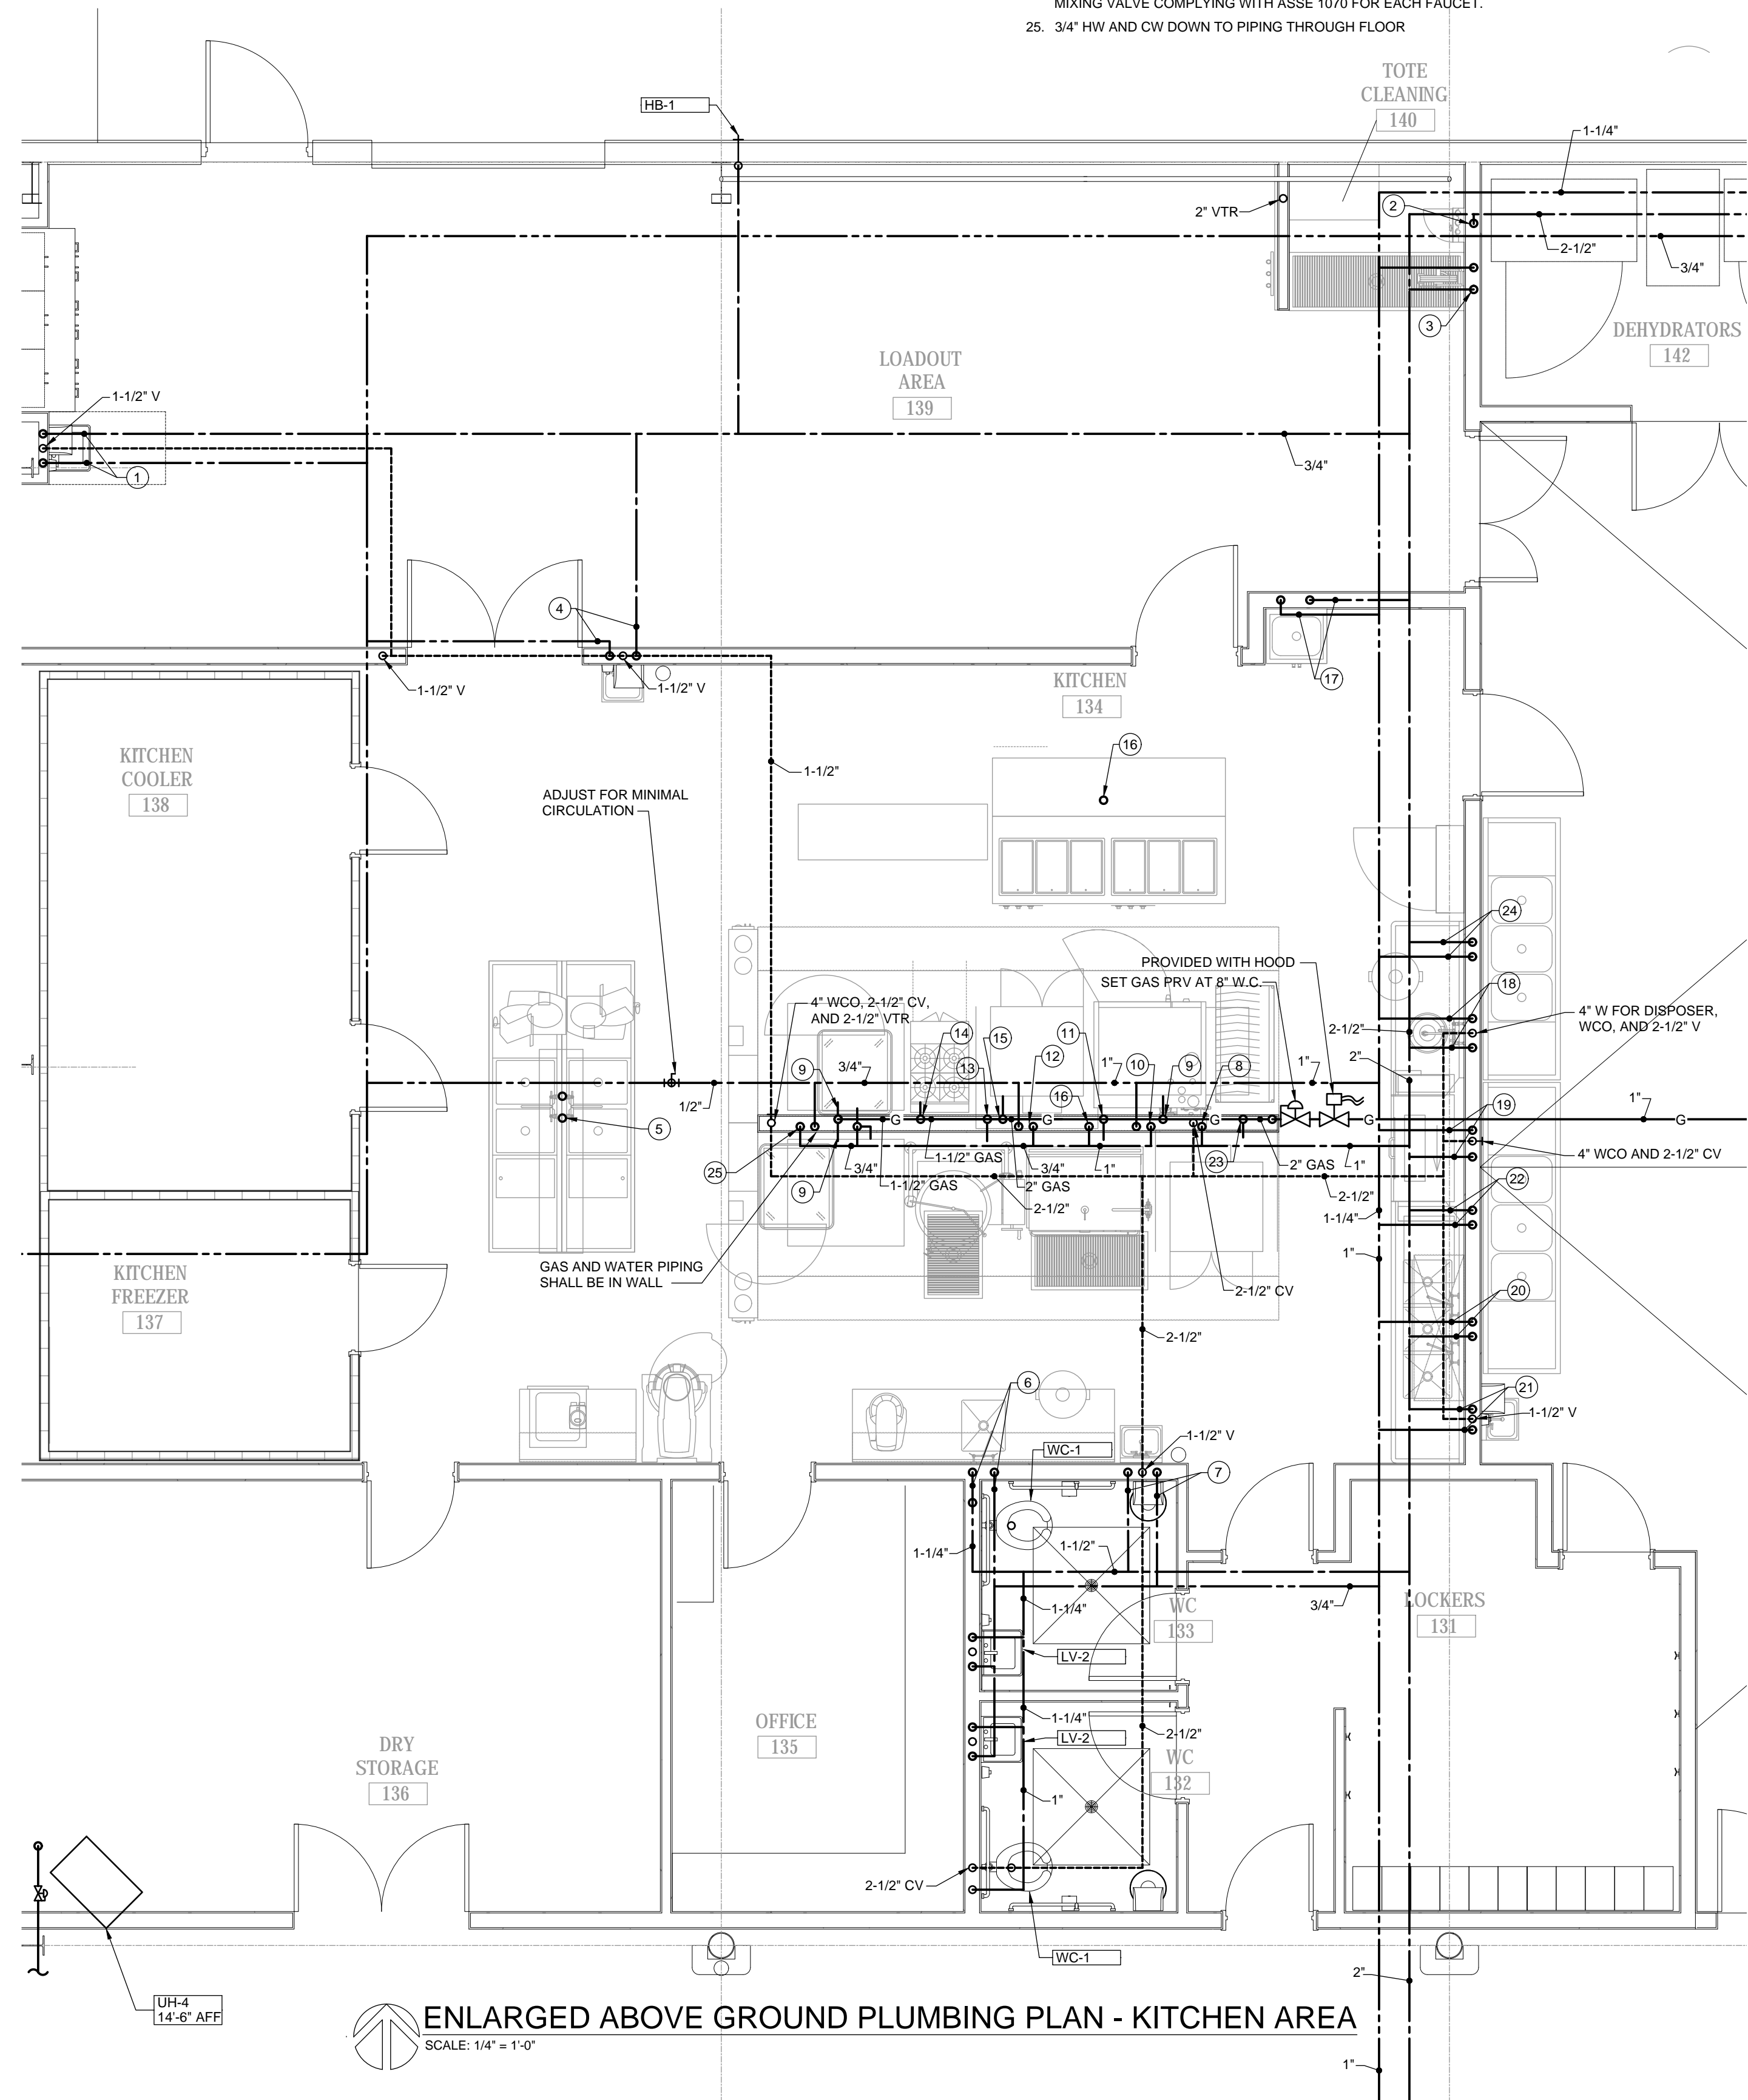 MIXING VALVE COMPLYING WITH ASSE 1070 FOR EACH FAUCET.
25. 3/4" HW AND CW DOWN TO PIPING THROUGH FLOOR
TOTE
CLEANING
140
HB-1
1-1/4"
2" VTR
2
2-1/2"
3/4"
3
DEHYDRATORS
142
LOADOUT
AREA
139
1-1/2" V
1
3/4"
4
1-1/2" V
1-1/2" V
17
KITCHEN
134
16
KITCHEN
COOLER
138
1-1/2"
ADJUST FOR MINIMAL
CIRCULATION
24
PROVIDED WITH HOOD
SET GAS PRV AT 8" W.C.
18
4" WCO, 2-1/2" CV,
AND 2-1/2" VTR
4" W FOR DISPOSER,
WCO, AND 2-1/2" V
2-1/2"
2"
14
15
11
12
13
10
9
8
9
3/4"
1"
1"
1/2"
16
G
G
G
G
G
1"
5
19
25
9
3/4"
1-1/2" GAS
1-1/2" GAS
3/4"
2" GAS
1"
23
2" GAS
1"
4" WCO AND 2-1/2" CV
2-1/2"
2-1/2"
22
1-1/4"
1"
GAS AND WATER PIPING
SHALL BE IN WALL
KITCHEN
FREEZER
137
2-1/2" CV
20
2-1/2"
6
21
1-1/2" V
1-1/2" V
WC-1
7
1-1/4"
1-1/2"
1-1/4"
3/4"
WC
133
LOCKERS
131
LV-2
1-1/4"
LV-2
2-1/2"
OFFICE
135
DRY
STORAGE
136
WC
132
1"
2-1/2" CV
WC-1
2"
UH-4
14'-6" AFF
ENLARGED ABOVE GROUND PLUMBING PLAN - KITCHEN AREA
SCALE: 1/4" = 1'-0"
1"